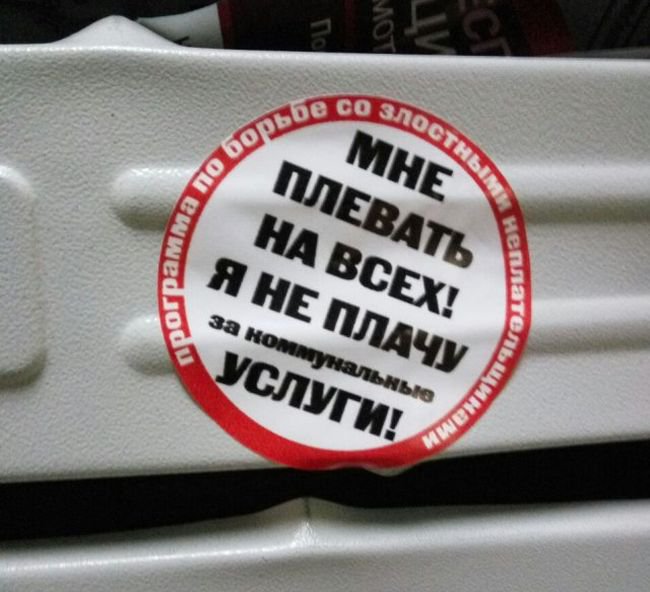 программа по борьбе со злостными неплательщиками
МНЕ
ПЛЕВАТЬ
НА ВСЕХ!
Я НЕ ПЛАЧУ
за коммунальные
УСЛУГИ!